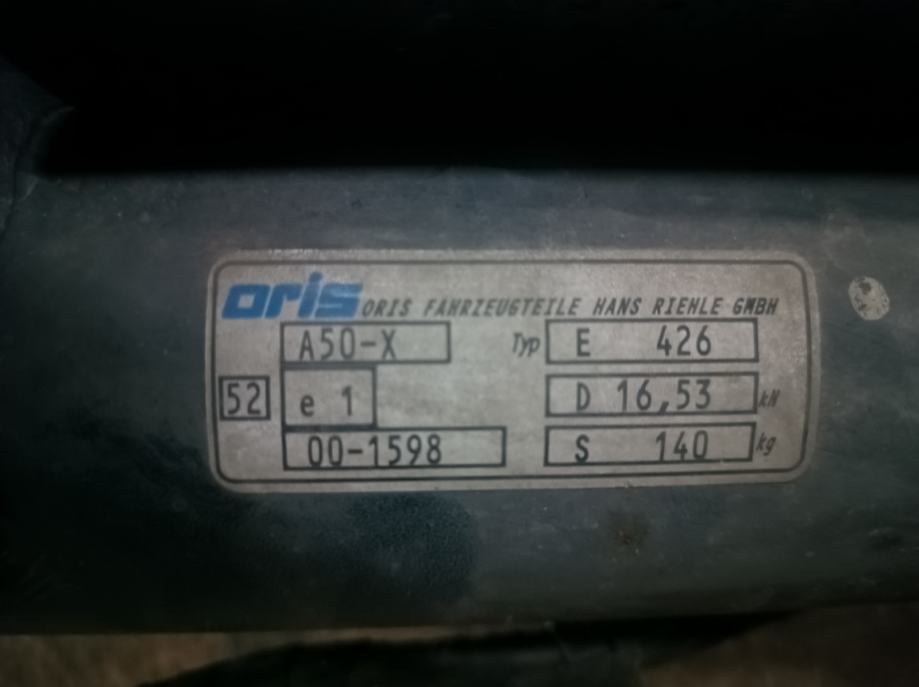 oris ORIS FAHRZEUGTEILE HANS RIEHLE GMBH
A50-X Typ E 426
52 e 1 D 16,53 kN
00-1598 S 140 kg